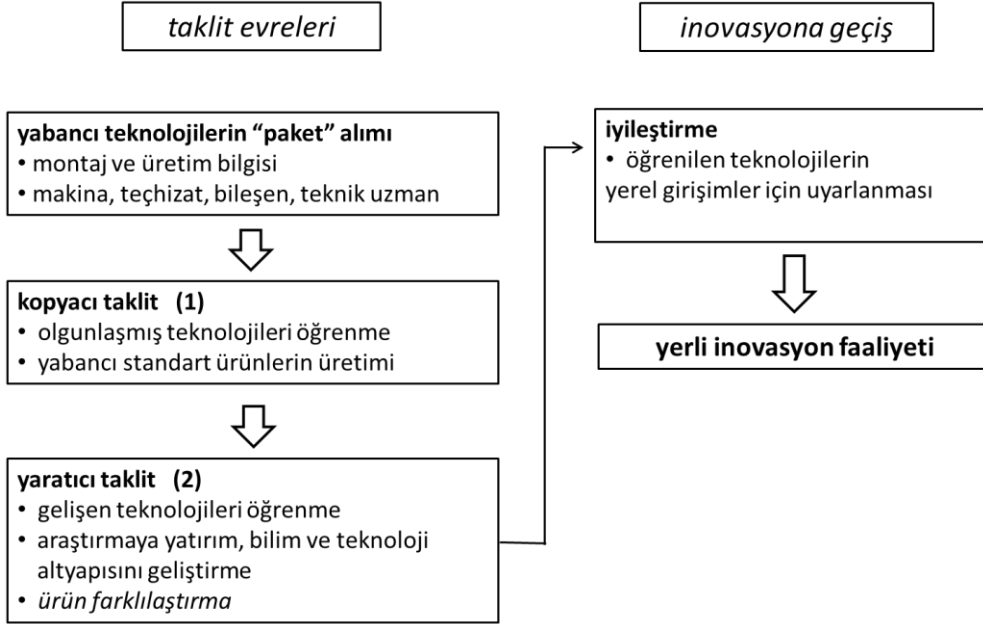 taklit evreleri
yabancı teknolojilerin “paket” alımı
• montaj ve üretim bilgisi
• makina, teçhizat, bileşen, teknik uzman
kopyacı taklit (1)
• olgunlaşmış teknolojileri öğrenme
• yabancı standart ürünlerin üretimi
yaratıcı taklit (2)
• gelişen teknolojileri öğrenme
• araştırmaya yatırım, bilim ve teknoloji
altyapısını geliştirme
• ürün farklılaştırma
inovasyona geçiş
iyileştirme
• öğrenilen teknolojilerin
yerel girişimler için uyarlanması
yerli inovasyon faaliyeti